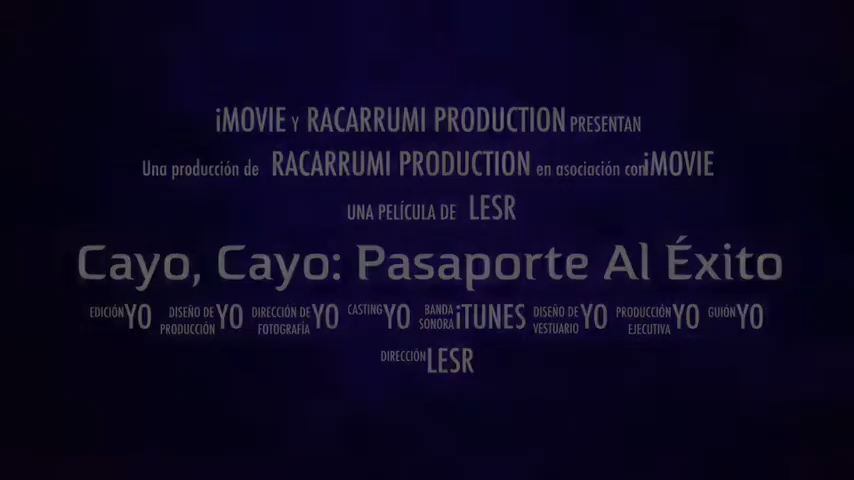 iMOVIE Y RACARRUMI PRODUCTION PRESENTAN
Una producción de RACARRUMI PRODUCTION en asociación con iMOVIE
UNA PELÍCULA DE LESR
Cayo, Cayo: Pasaporte Al Éxito
EDICIÓN YO DISEÑO DE PRODUCCIÓN YO DIRECCIÓN DE FOTOGRAFÍA YO CASTING YO BANDA SONORA iTUNES DISEÑO DE VESTUARIO YO PRODUCCIÓN EJECUTIVA YO GUIÓN YO
DIRECCIÓN LESR